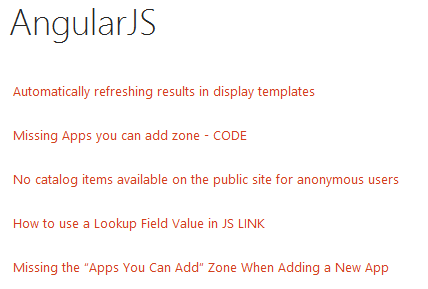 AngularJS
Automatically refreshing results in display templates
Missing Apps you can add zone - CODE
No catalog items available on the public site for anonymous users
How to use a Lookup Field Value in JS LINK
Missing the “Apps You Can Add” Zone When Adding a New App